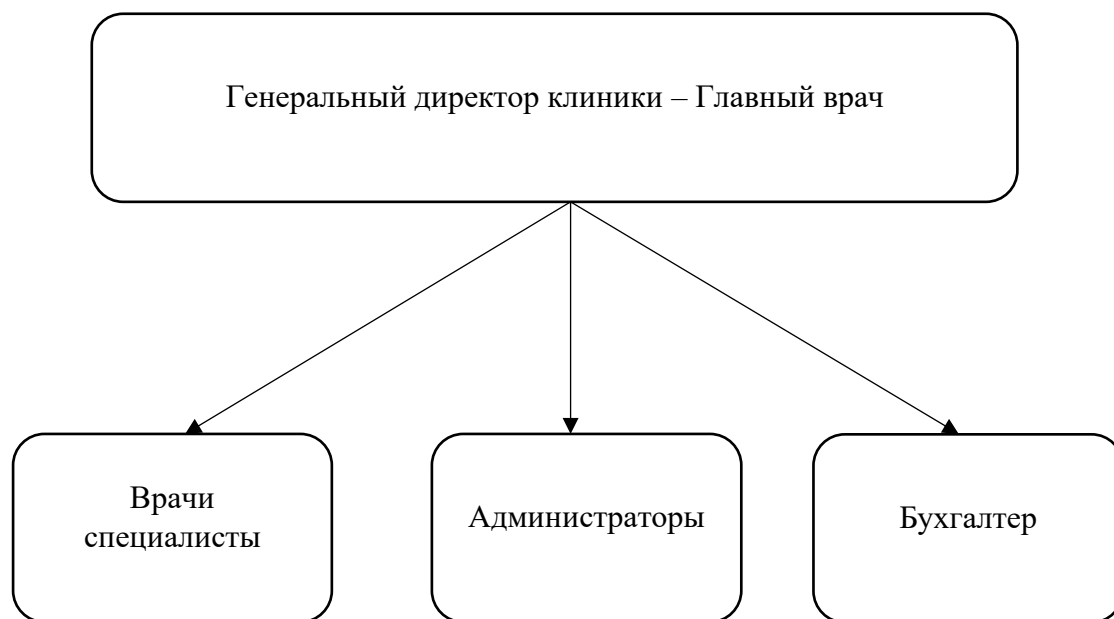 Генеральный директор клиники – Главный врач
Врачи
специалисты
Администраторы
Бухгалтер